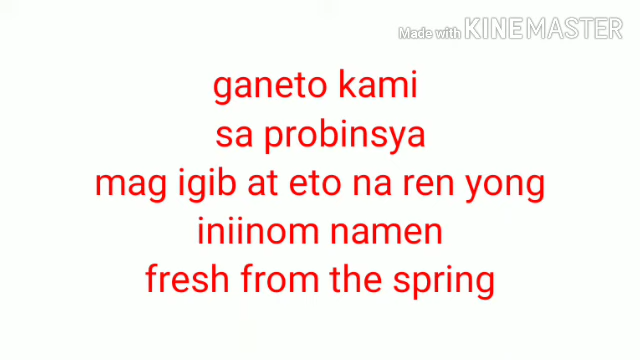 Made with KINEMASTER
ganeto kami
sa probinsya
mag igib at eto na ren yong
iniinom namen
fresh from the spring